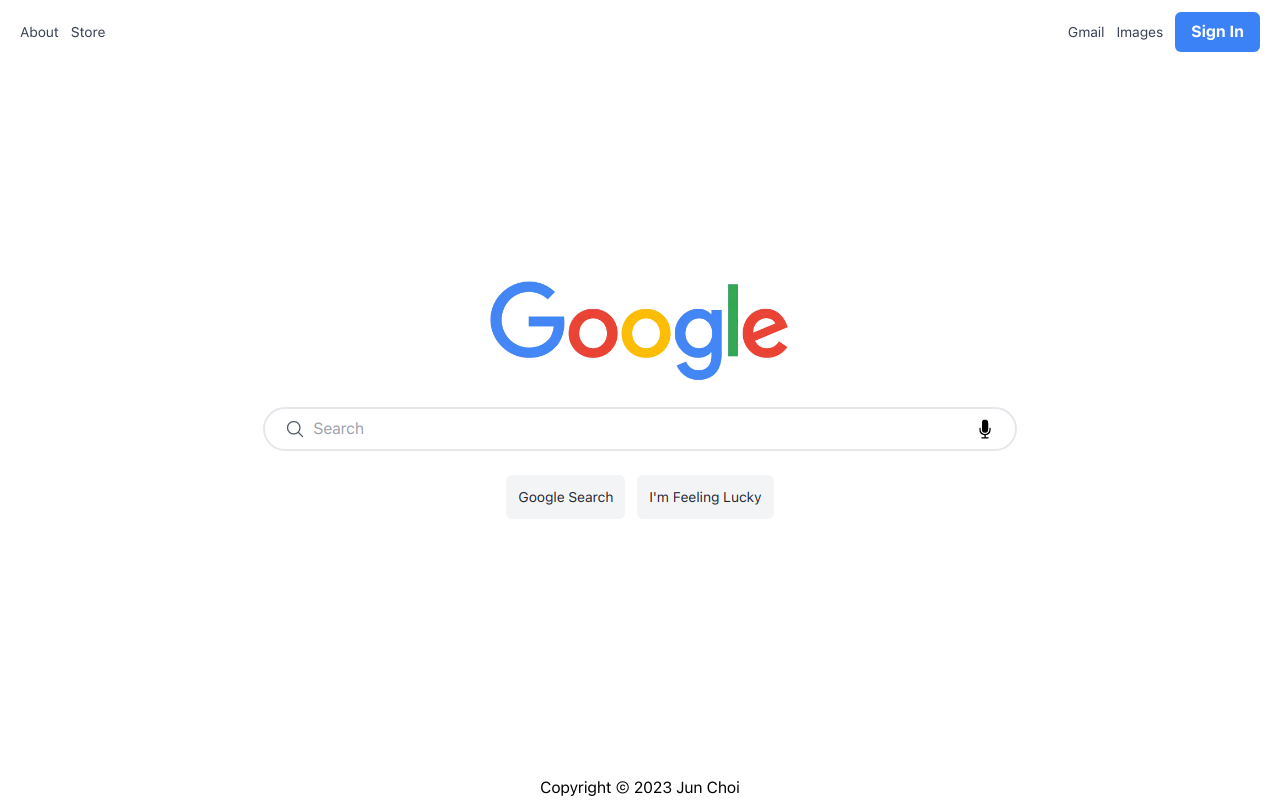 About Store Gmail Images Sign In
Google
Search
Google Search I'm Feeling Lucky
Copyright © 2023 Jun Choi